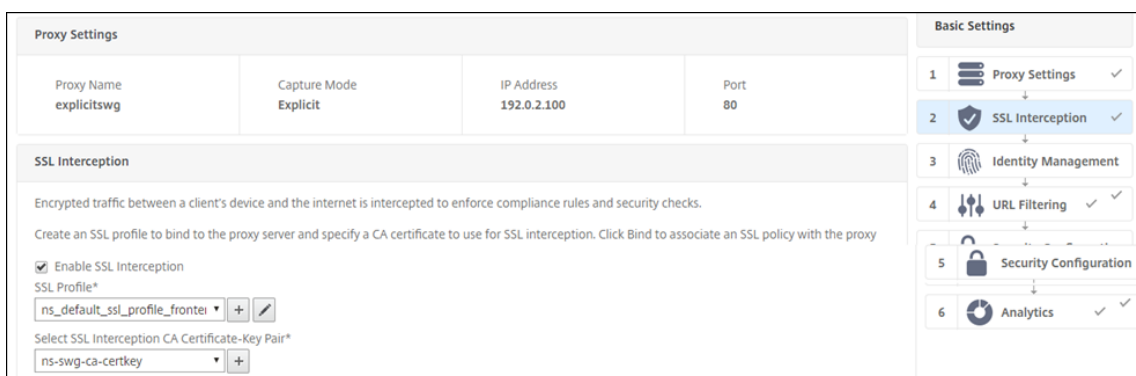 Proxy Settings
Proxy Name
explicitswg
Capture Mode
Explicit
IP Address
192.0.2.100
Port
80
SSL Interception
Encrypted traffic between a client's device and the internet is intercepted to enforce compliance rules and security checks.
Create an SSL profile to bind to the proxy server and specify a CA certificate to use for SSL interception. Click Bind to associate an SSL policy with the proxy
Enable SSL Interception
SSL Profile*
ns_default_ssl_profile_fronte
Select SSL Interception CA Certificate-Key Pair*
ns-swg-ca-certkey
Basic Settings
1 Proxy Settings
2 SSL Interception
3 Identity Management
4 URL Filtering
5 Security Configuration
6 Analytics